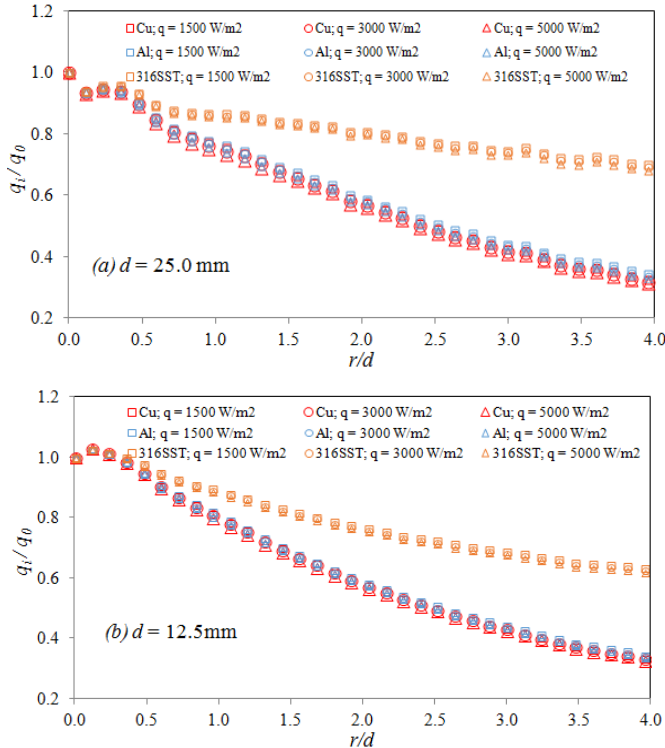 1.2
□ Cu; q = 1500 W/m2 ○ Cu; q = 3000 W/m2 △ Cu; q = 5000 W/m2
□ Al; q = 1500 W/m2 ○ Al; q = 3000 W/m2 △ Al; q = 5000 W/m2
□ 316SST; q = 1500 W/m2 ○ 316SST; q = 3000 W/m2 △ 316SST; q = 5000 W/m2
1.0
0.8
qi/ q0
0.6
0.4
(a) d = 25.0 mm
0.2
0.0 0.5 1.0 1.5 2.0 2.5 3.0 3.5 4.0
r/d
1.2
□ Cu; q = 1500 W/m2 ○ Cu; q = 3000 W/m2 △ Cu; q = 5000 W/m2
□ Al; q = 1500 W/m2 ○ Al; q = 3000 W/m2 △ Al; q = 5000 W/m2
□ 316SST; q = 1500 W/m2 ○ 316SST; q = 3000 W/m2 △ 316SST; q = 5000 W/m2
1.0
0.8
qi/ q0
0.6
0.4
(b) d = 12.5mm
0.2
0.0 0.5 1.0 1.5 2.0 2.5 3.0 3.5 4.0
r/d